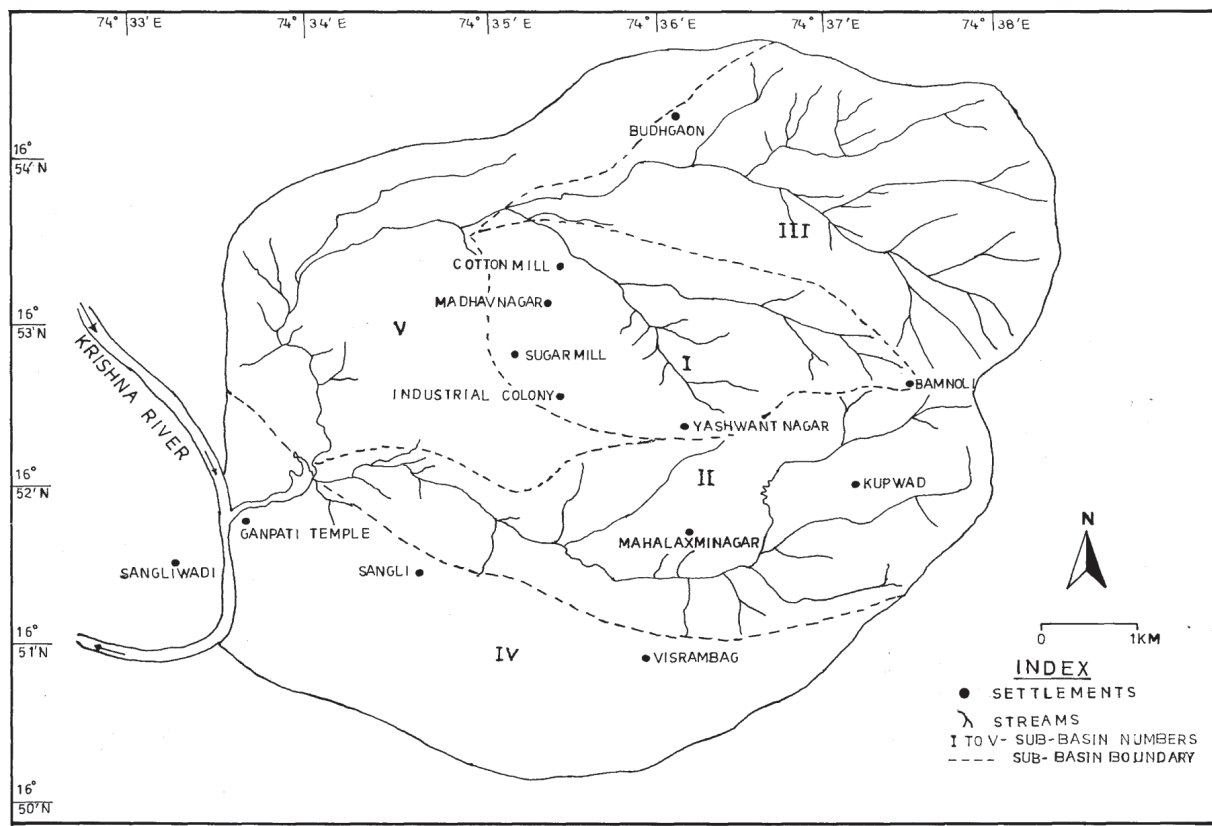 74° 33' E 74° 34' E 74° 35' E 74° 36' E 74° 37' E 74° 38' E
16° 54' N
BUDHGAON
III
COTTON MILL
MADHAVNAGAR
16° 53' N
V
SUGAR MILL
I
KRISHNA RIVER
BAMNOLI
INDUSTRIAL COLONY
YASHWANT NAGAR
16° 52' N
II
KUPWAD
GANPATI TEMPLE
MAHALAXMINAGAR
N
SANGLIWADI
SANGLI
0 1KM
16° 51' N
IV
VISRAMBAG
INDEX
SETTLEMENTS
STREAMS
I TO V- SUB-BASIN NUMBERS
SUB-BASIN BOUNDARY
16° 50' N